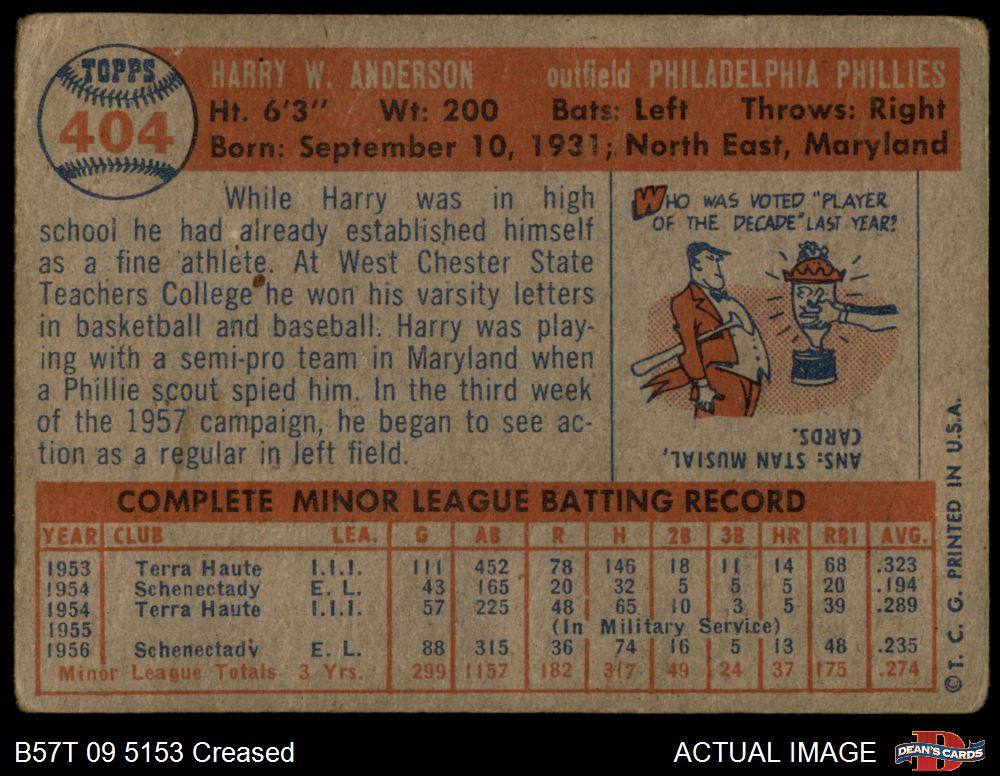 TOPPS
404
HARRY W. ANDERSON outfield PHILADELPHIA PHILLIES
Ht. 6'3" Wt: 200 Bats: Left Throws: Right
Born: September 10, 1931; North East, Maryland
While Harry was in high
school he had already established himself
as a fine athlete. At West Chester State
Teachers College he won his varsity letters
in basketball and baseball. Harry was play-
ing with a semi-pro team in Maryland when
a Phillie scout spied him. In the third week
of the 1957 campaign, he began to see ac-
tion as a regular in left field.
WHO WAS VOTED "PLAYER
OF THE DECADE" LAST YEAR?
ANS: STAN MUSIAL,
CARDS.
COMPLETE MINOR LEAGUE BATTING RECORD
YEAR CLUB LEA. G AB R H 2B 3B HR RBI AVG.
1953 Terra Haute I.I.I. 111 452 78 146 18 11 14 68 .323
1954 Schenectady E. L. 43 165 20 32 5 5 5 20 .194
1954 Terra Haute I.I.I. 57 225 48 65 10 3 5 39 .289
1955 (In Military Service)
1956 Schenectady E. L. 88 315 36 74 16 5 13 48 .235
Minor League Totals 3 Yrs. 299 1157 182 317 49 24 37 175 .274
© T. C. G. PRINTED IN U.S.A.
B57T 09 5153 Creased
ACTUAL IMAGE
D
DEAN'S CARDS